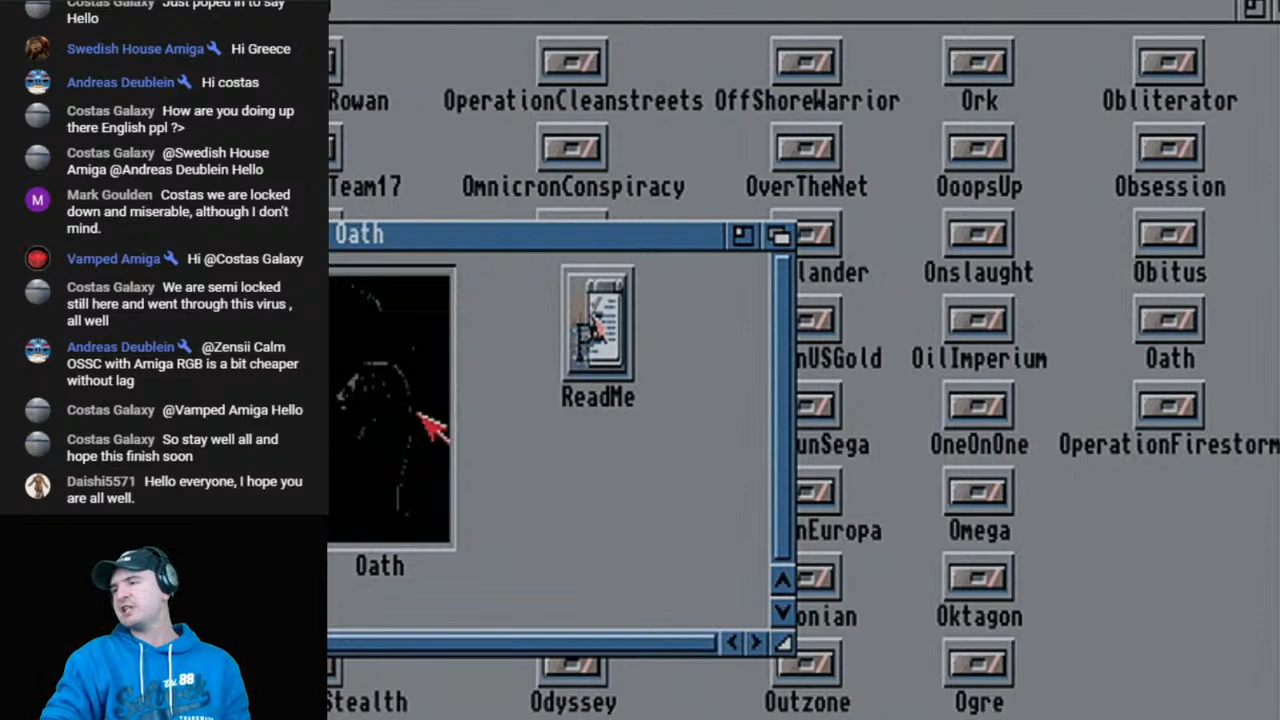 Costas Galaxy Just poped in to say
Hello
Swedish House Amiga Hi Greece
Andreas Deublein Hi costas
Costas Galaxy How are you doing up
there English ppl ?>
Costas Galaxy @Swedish House
Amiga @Andreas Deublein Hello
M
Mark Goulden Costas we are locked
down and miserable, although I don't
mind.
Vamped Amiga Hi @Costas Galaxy
Costas Galaxy We are semi locked
still here and went through this virus ,
all well
Andreas Deublein @Zensii Calm
OSSC with Amiga RGB is a bit cheaper
without lag
Costas Galaxy @Vamped Amiga Hello
Costas Galaxy So stay well all and
hope this finish soon
Daishi5571 Hello everyone, I hope you
are all well.
88
Rowan OperationCleanstreets OffShoreWarrior Ork Obliterator
Team17 OmnicronConspiracy OverTheNet OoopsUp Obsession
Oath
lander Onslaught Obitus
nUSGold OilImperium Oath
ReadMe
unSega OneOnOne OperationFirestorm
nEuropa Omega
Oath
onian Oktagon
Stealth Odyssey Outzone Ogre